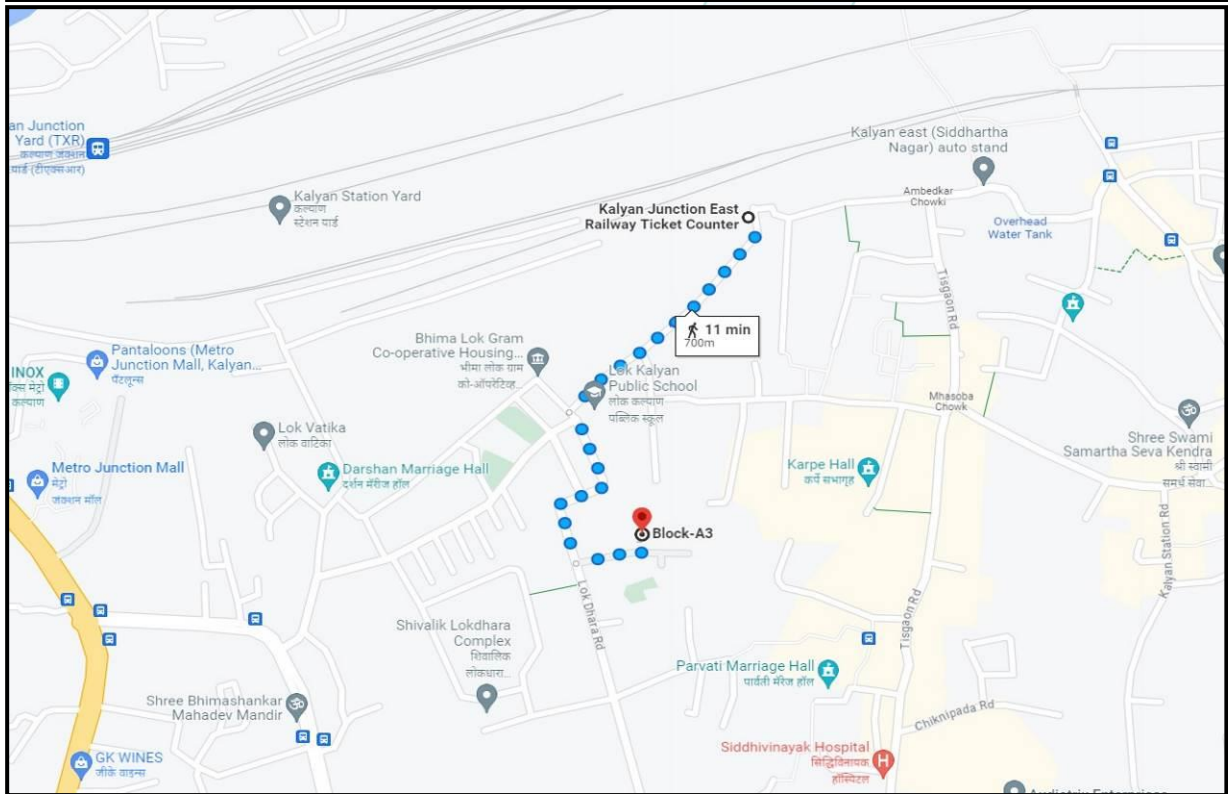 an Junction
Yard (TXR)
कल्याण जंक्शन
यार्ड (टीएक्सआर)
Kalyan Station Yard
कल्याण
स्टेशन यार्ड
Kalyan east (Siddhartha
Nagar) auto stand
Ambedkar
Chowki
Kalyan Junction East
Railway Ticket Counter
Overhead
Water Tank
Tisgaon Rd
11 min
700m
Bhima Lok Gram
Co-operative Housing...
भीमा लोक ग्राम
को-ऑपरेटिव्ह...
Pantaloons (Metro
Junction Mall, Kalyan...
पॅंटलून्स
INOX
क्स मेट्रो
कल्याण
Lok Kalyan
Public School
लोक कल्याण
पब्लिक स्कूल
Mhasoba
Chowk
Lok Vatika
लोक वाटिका
Shree Swami
Samartha Seva Kendra
श्री स्वामी
समर्थ सेवा...
Metro Junction Mall
मेट्रो
जंक्शन मॉल
Darshan Marriage Hall
दर्शन मॅरेज हॉल
Karpe Hall
कर्पे सभागृह
Block-A3
Kalyan Station Rd
Lok Dhara Rd
Tisgaon Rd
Shivalik Lokdhara
Complex
शिवालिक
लोकधारा...
Parvati Marriage Hall
पार्वती मॅरेज हॉल
Shree Bhimashankar
Mahadev Mandir
Chiknipada Rd
GK WINES
जीके वाइन्स
Siddhivinayak Hospital
सिद्धिविनायक
हॉस्पिटल
H